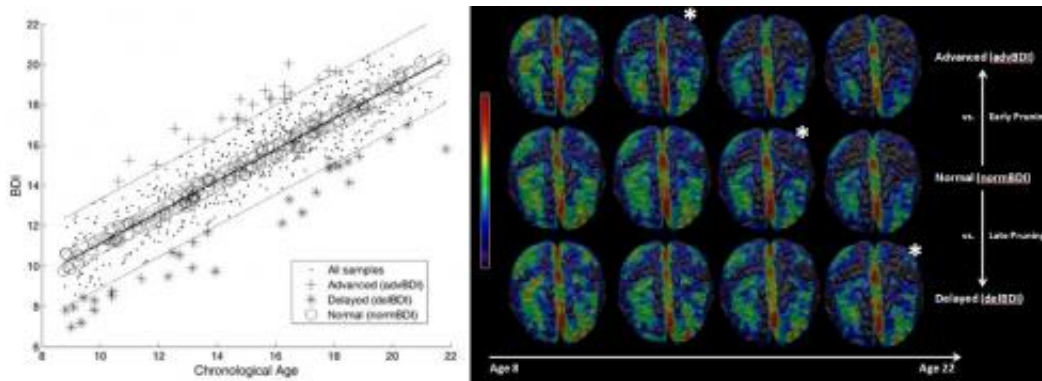 22
20
18
16
14
12
10
8
6
BDI
All samples
Advanced (advBDI)
Delayed (delBDI)
Normal (normBDI)
8 10 12 14 16 18 20 22
Chronological Age
*
*
*
Advanced (advBDI)
vs. Early Pruning
Normal (normBDI)
vs. Late Pruning
Delayed (delBDI)
Age 8 Age 22